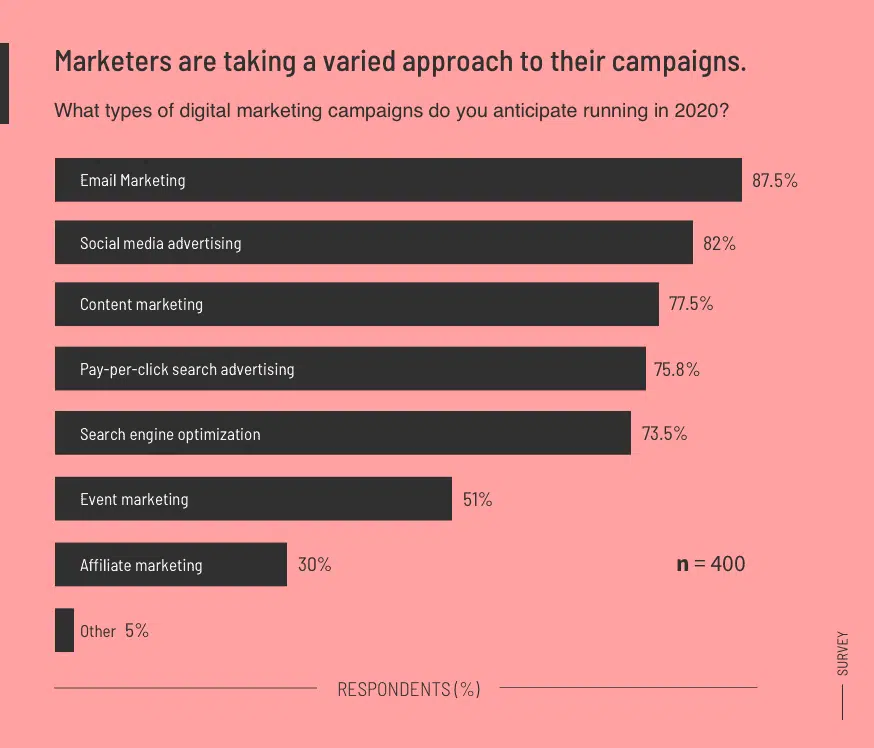 Marketers are taking a varied approach to their campaigns.
What types of digital marketing campaigns do you anticipate running in 2020?
Email Marketing 87.5%
Social media advertising 82%
Content marketing 77.5%
Pay-per-click search advertising 75.8%
Search engine optimization 73.5%
Event marketing 51%
Affiliate marketing 30%
n = 400
Other 5%
RESPONDENTS (%)
SURVEY